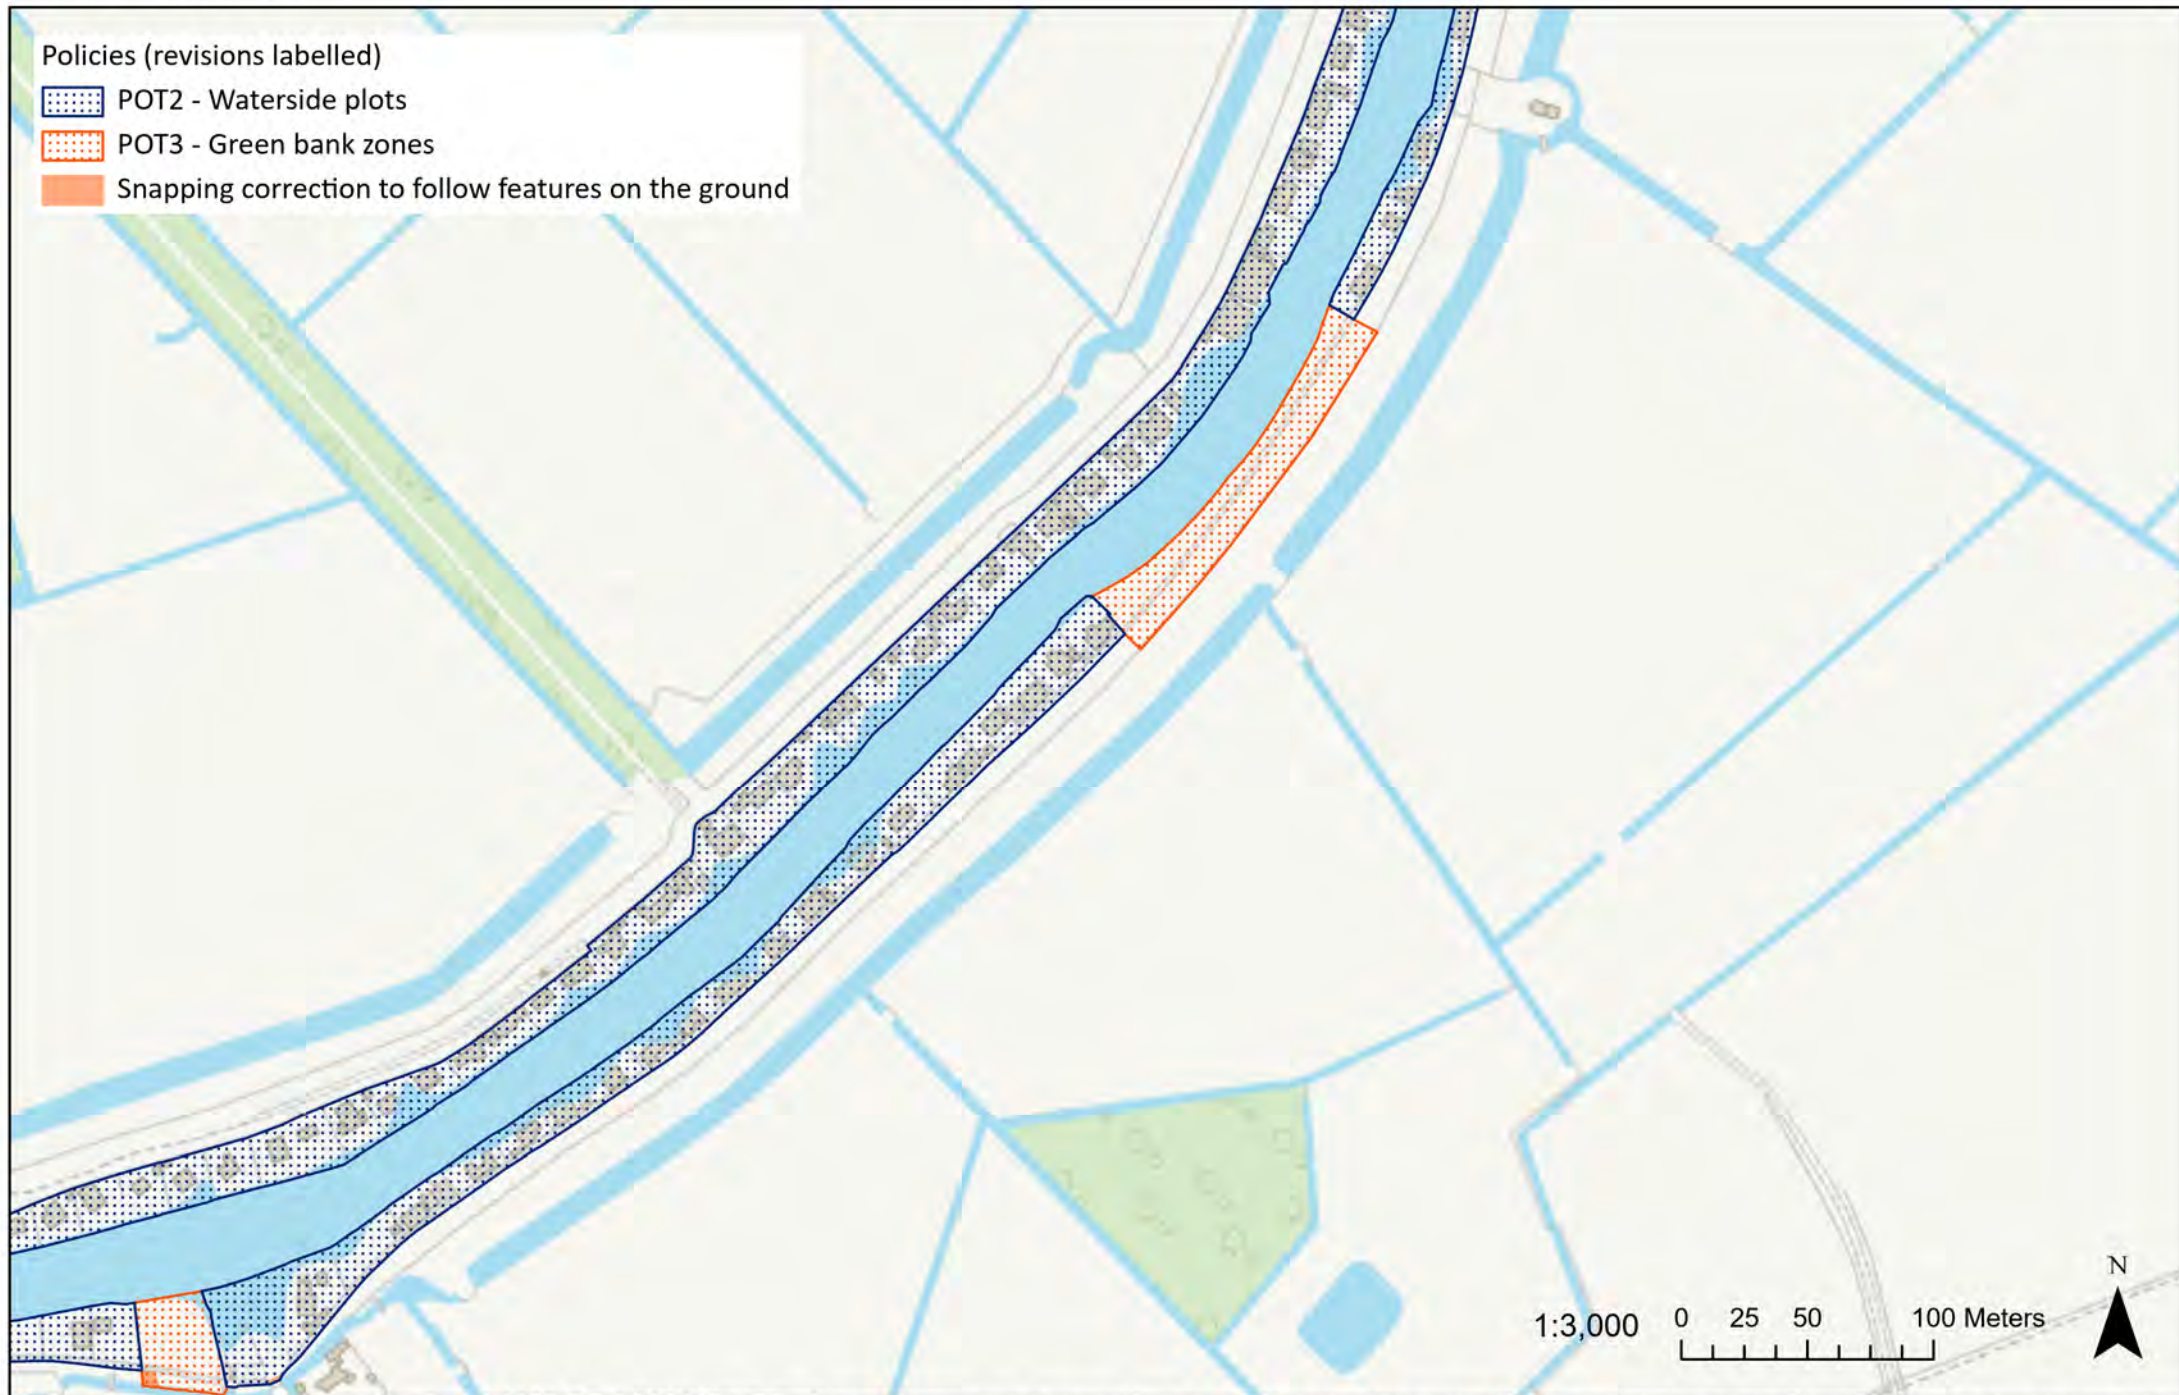 Policies (revisions labelled)
POT2 - Waterside plots
POT3 - Green bank zones
Snapping correction to follow features on the ground
N
1:3,000
0 25 50 100 Meters